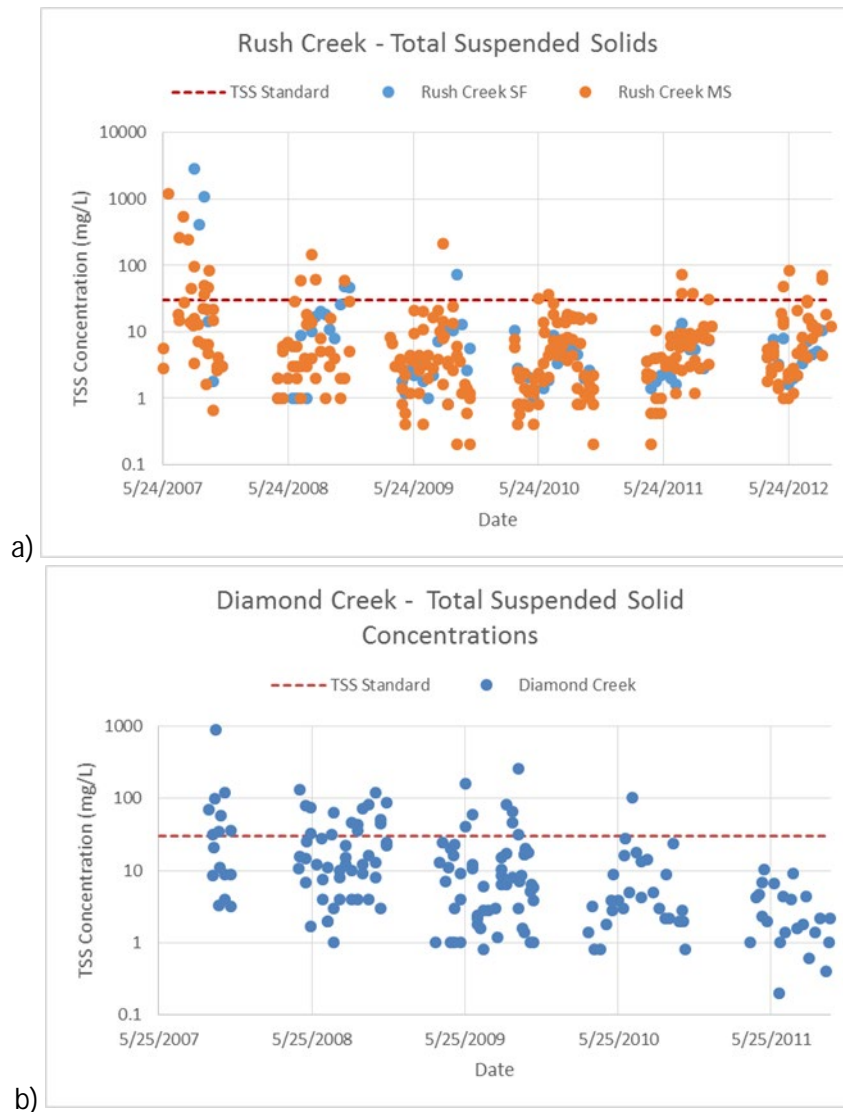 Rush Creek - Total Suspended Solids
TSS Standard Rush Creek SF Rush Creek MS
10000
1000
100
10
1
0.1
TSS Concentration (mg/L)
5/24/2007 5/24/2008 5/24/2009 5/24/2010 5/24/2011 5/24/2012
Date
a)
Diamond Creek - Total Suspended Solid
Concentrations
TSS Standard Diamond Creek
1000
100
10
1
0.1
TSS Concentration (mg/L)
5/25/2007 5/25/2008 5/25/2009 5/25/2010 5/25/2011
Date
b)